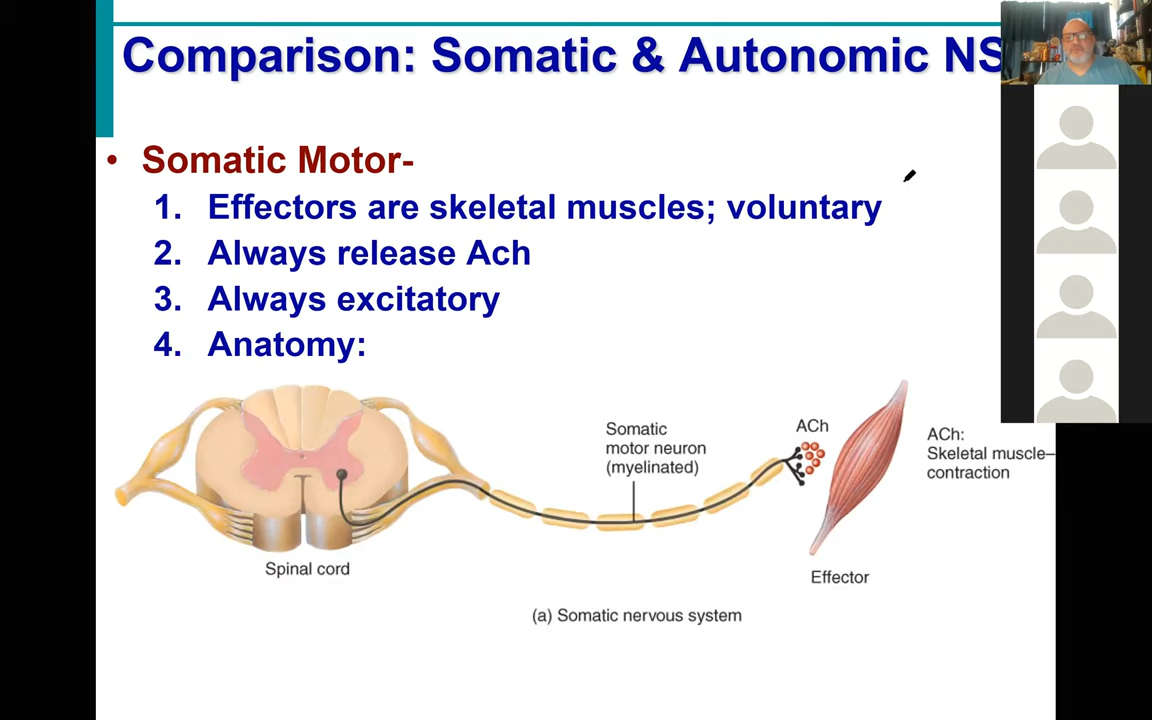 Comparison: Somatic & Autonomic NS
• Somatic Motor-
1. Effectors are skeletal muscles; voluntary
2. Always release Ach
3. Always excitatory
4. Anatomy:
Somatic
motor neuron
(myelinated)
ACh
ACh:
Skeletal muscle–
contraction
Spinal cord
Effector
(a) Somatic nervous system